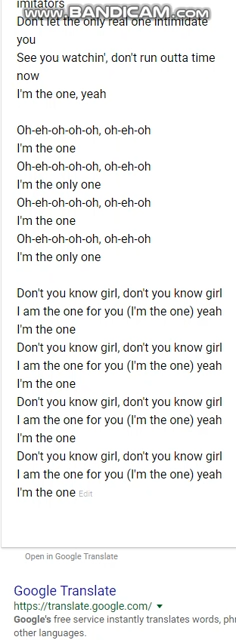 imitators
www.BANDICAM.com
Don't let the only real one intimidate
you
See you watchin', don't run outta time
now
I'm the one, yeah
Oh-eh-oh-oh-oh, oh-eh-oh
I'm the one
Oh-eh-oh-oh-oh, oh-eh-oh
I'm the only one
Oh-eh-oh-oh-oh, oh-eh-oh
I'm the one
Oh-eh-oh-oh-oh, oh-eh-oh
I'm the only one
Don't you know girl, don't you know girl
I am the one for you (I'm the one) yeah
I'm the one
Don't you know girl, don't you know girl
I am the one for you (I'm the one) yeah
I'm the one
Don't you know girl, don't you know girl
I am the one for you (I'm the one) yeah
I'm the one
Don't you know girl, don't you know girl
I am the one for you (I'm the one) yeah
I'm the one Edit
Open in Google Translate
Google Translate
https://translate.google.com/
Google's free service instantly translates words, phr
other languages.